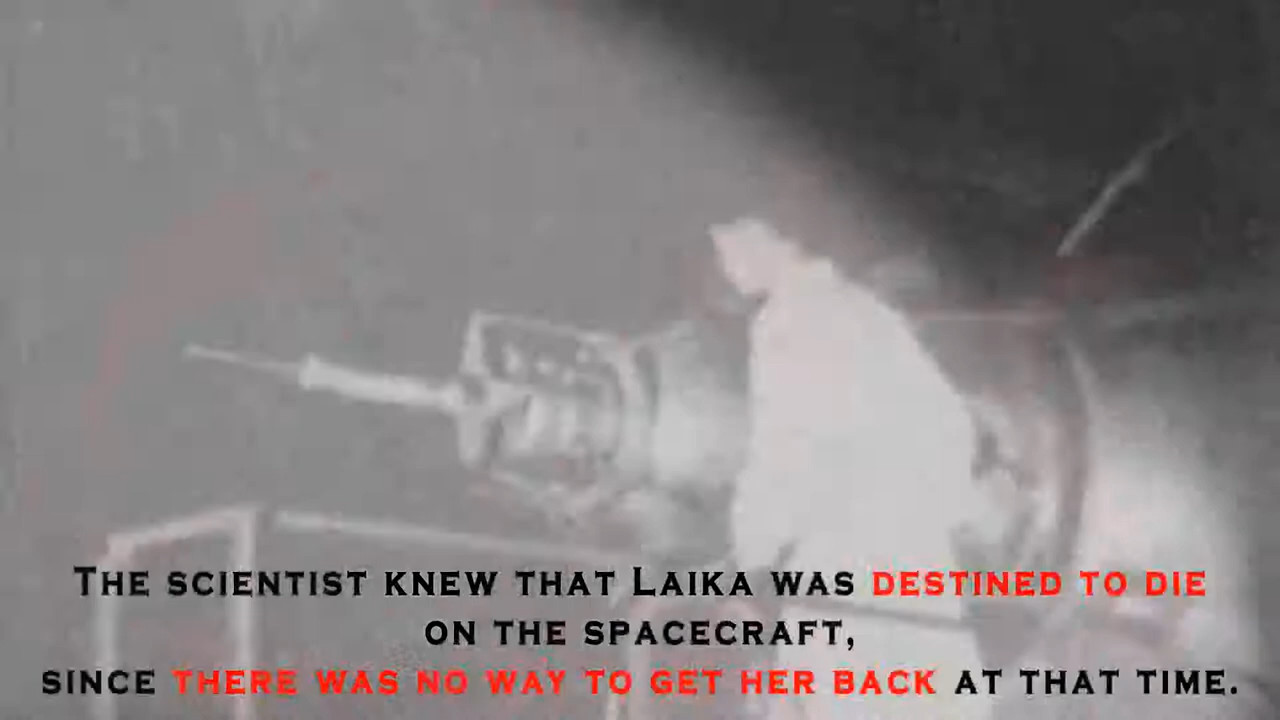 The scientist knew that Laika was destined to die
on the spacecraft,
since there was no way to get her back at that time.